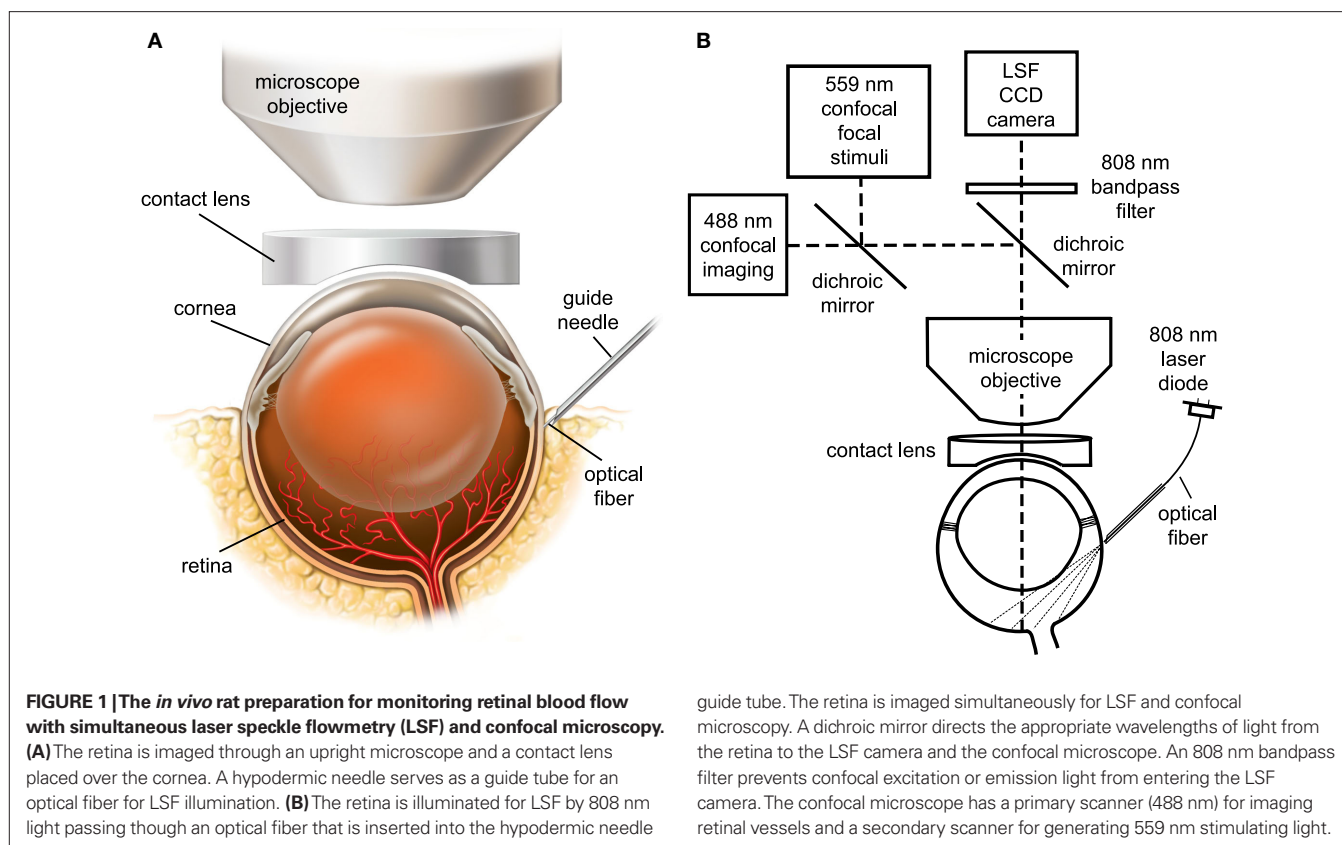 A
microscope
objective
contact lens
cornea
guide
needle
optical
fiber
retina
B
559 nm
confocal
focal
stimuli
LSF
CCD
camera
808 nm
bandpass
filter
488 nm
confocal
imaging
dichroic
mirror
dichroic
mirror
microscope
objective
808 nm
laser
diode
contact lens
optical
fiber
FIGURE 1 | The in vivo rat preparation for monitoring retinal blood flow
with simultaneous laser speckle flowmetry (LSF) and confocal microscopy.
(A) The retina is imaged through an upright microscope and a contact lens
placed over the cornea. A hypodermic needle serves as a guide tube for an
optical fiber for LSF illumination. (B) The retina is illuminated for LSF by 808 nm
light passing though an optical fiber that is inserted into the hypodermic needle
guide tube. The retina is imaged simultaneously for LSF and confocal
microscopy. A dichroic mirror directs the appropriate wavelengths of light from
the retina to the LSF camera and the confocal microscope. An 808 nm bandpass
filter prevents confocal excitation or emission light from entering the LSF
camera. The confocal microscope has a primary scanner (488 nm) for imaging
retinal vessels and a secondary scanner for generating 559 nm stimulating light.